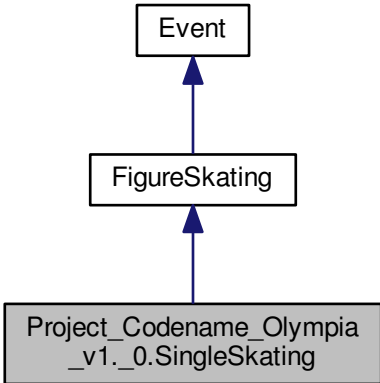 Event
FigureSkating
Project_Codename_Olympia
_v1._0.SingleSkating